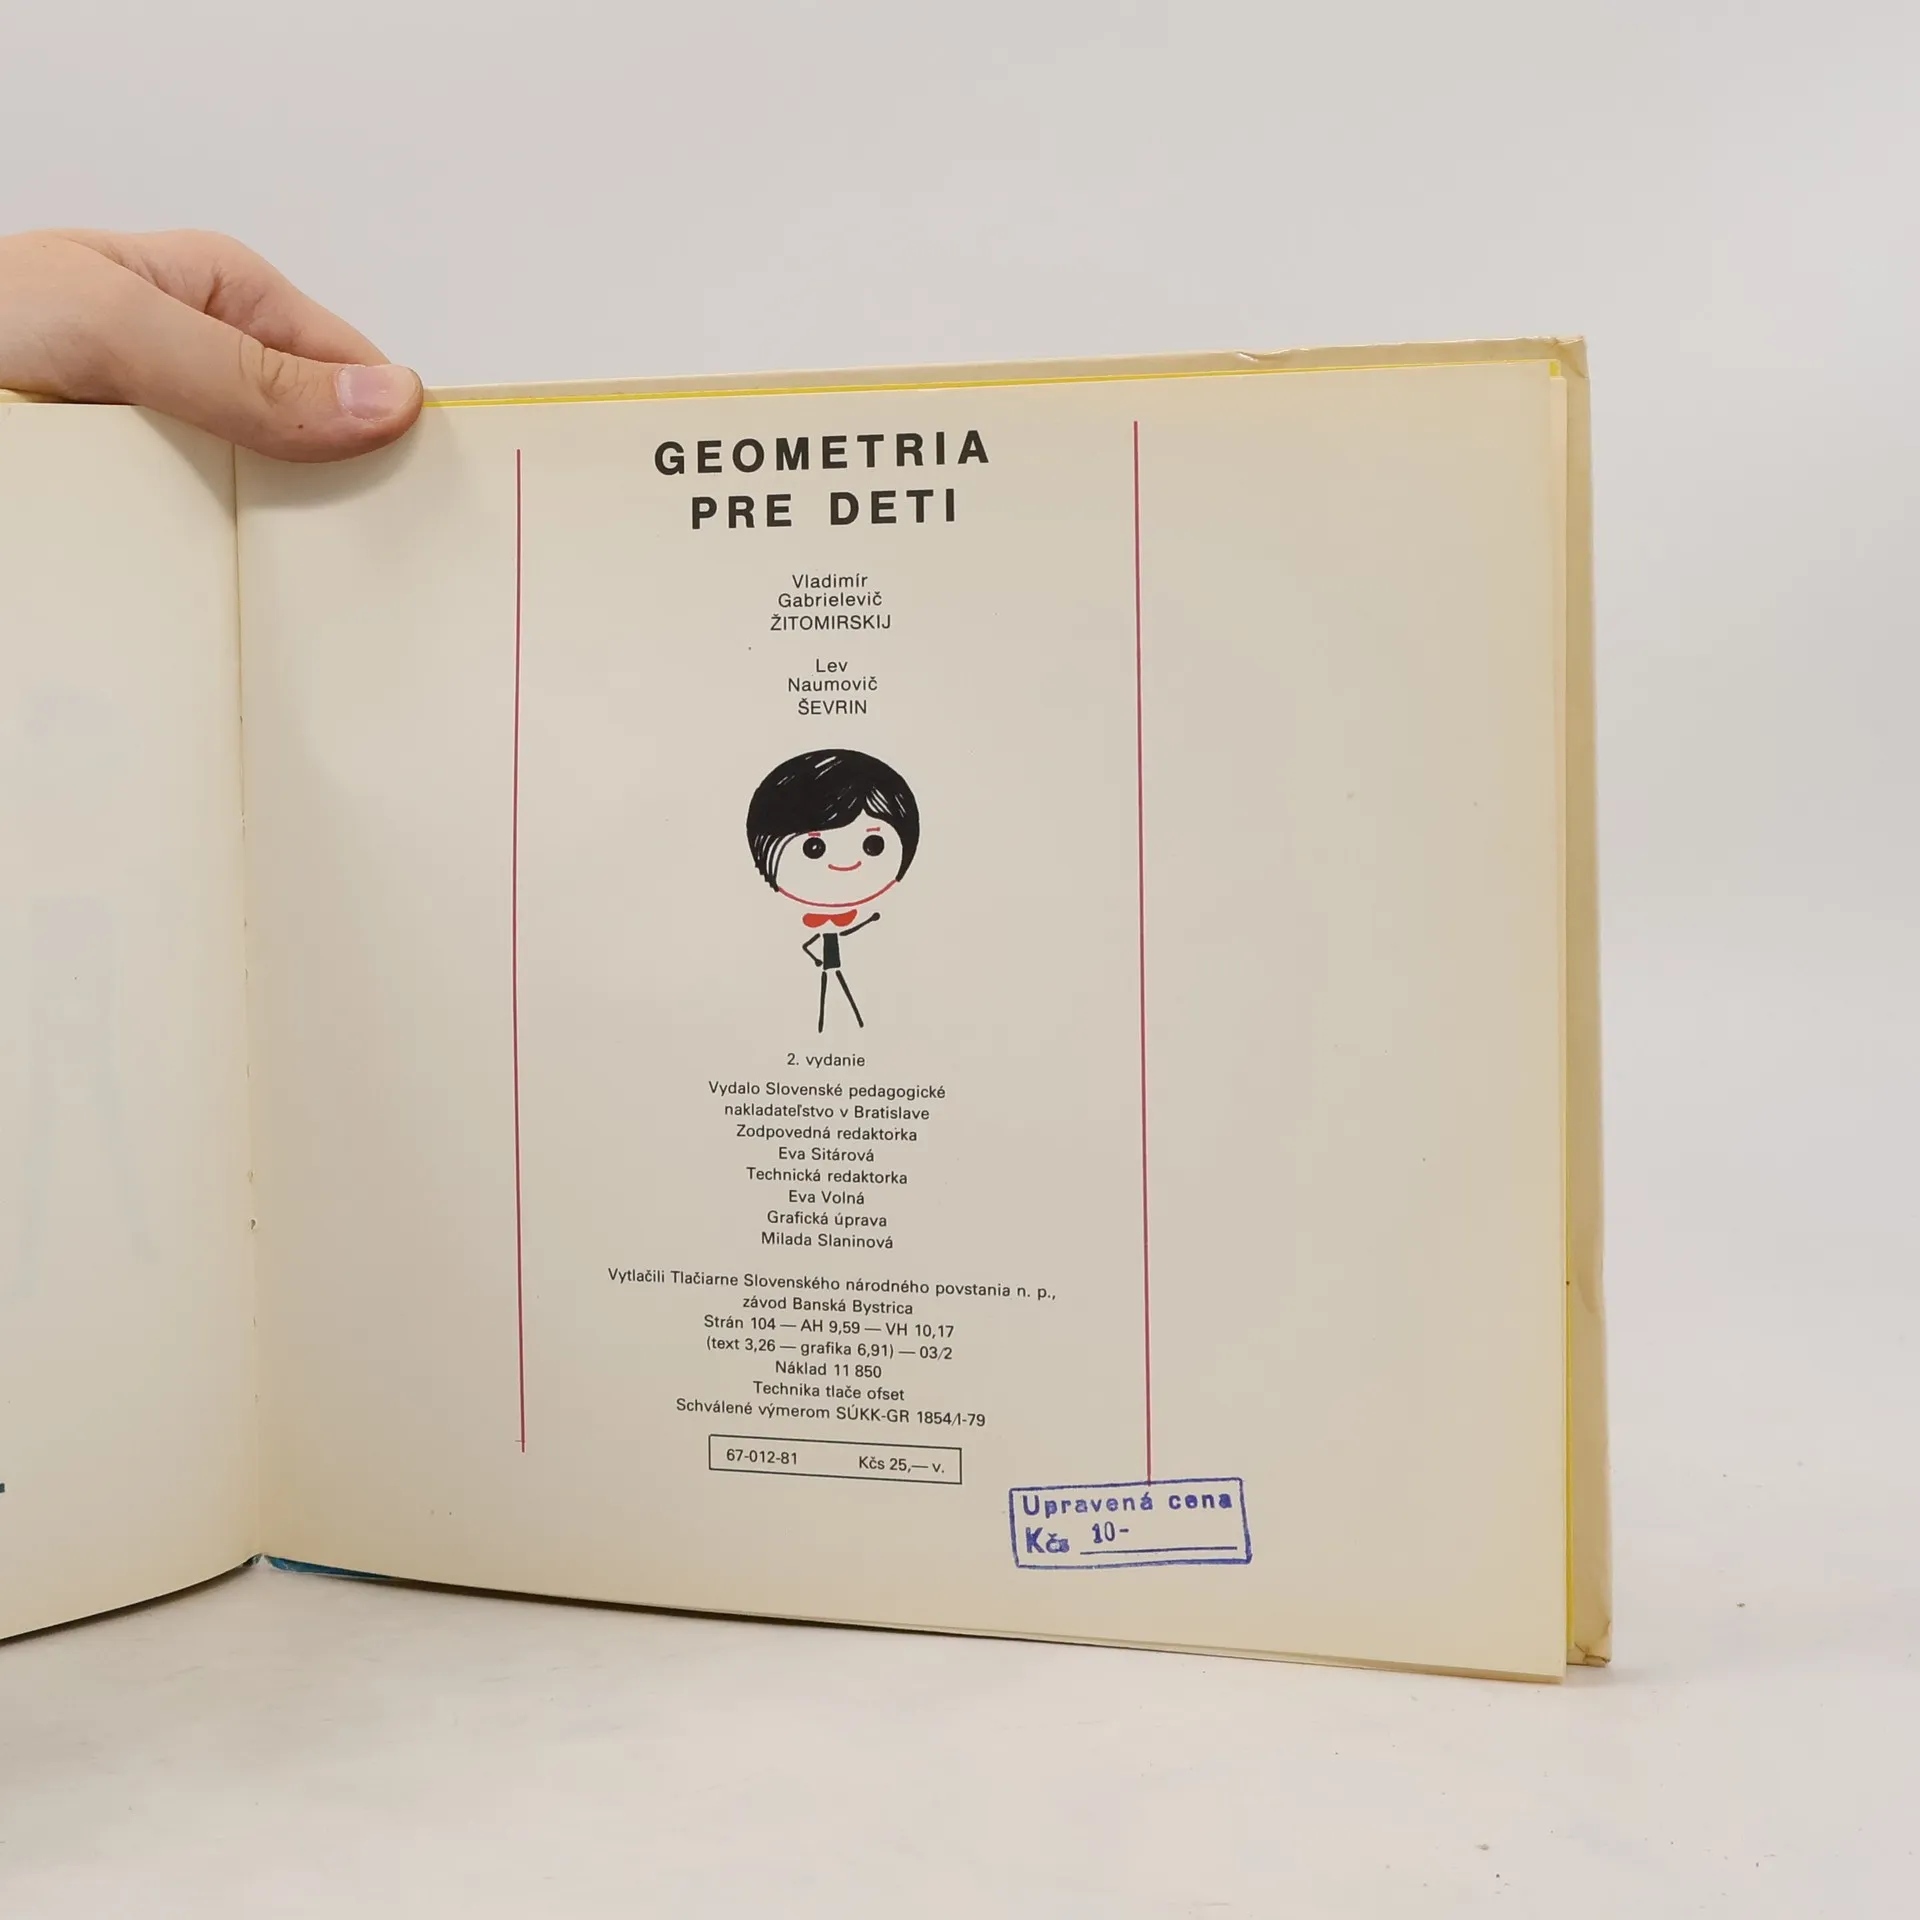 GEOMETRIA
PRE DETI
Vladimír
Gabrielevič
ŽITOMIRSKIJ
Lev
Naumovič
ŠEVRIN
2. vydanie
Vydalo Slovenské pedagogické
nakladateľstvo v Bratislave
Zodpovedná redaktorka
Eva Sitárová
Technická redaktorka
Eva Volná
Grafická úprava
Milada Slaninová
Vytlačili Tlačiarne Slovenského národného povstania n. p.,
závod Banská Bystrica
Strán 104 — AH 9,59 — VH 10,17
(text 3,26 — grafika 6,91) — 03/2
Náklad 11 850
Technika tlače ofset
Schválené výmerom SÚKK-GR 1854/I-79
67-012-81 Kčs 25,— v.
Upravená cena
Kčs 10-